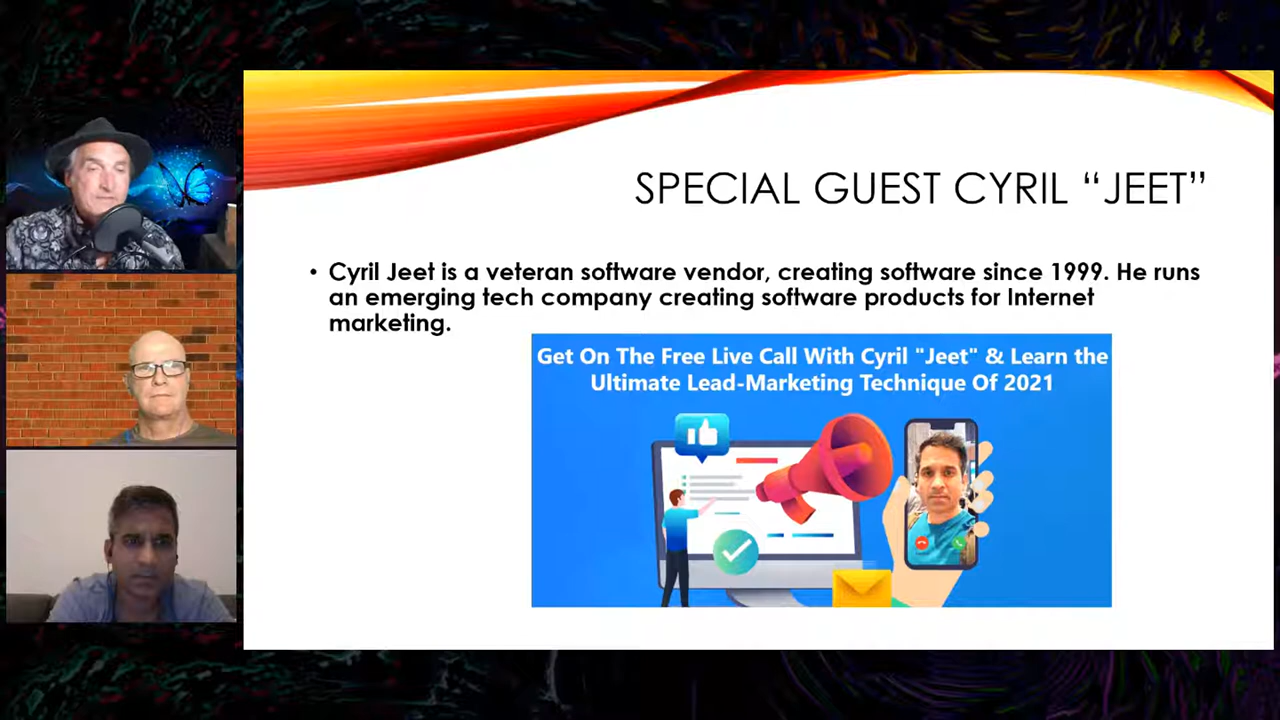 SPECIAL GUEST CYRIL “JEET”
• Cyril Jeet is a veteran software vendor, creating software since 1999. He runs
an emerging tech company creating software products for Internet
marketing.
Get On The Free Live Call With Cyril "Jeet" & Learn the
Ultimate Lead-Marketing Technique Of 2021